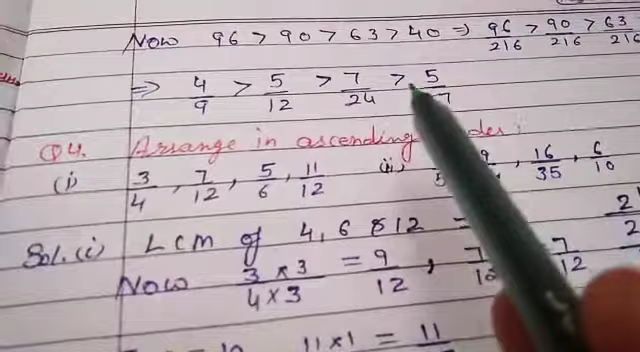 Now 96 > 90 > 63 > 40 => 96/216 > 90/216 > 63/216
=> 4/9 > 5/12 > 7/24 > 5/
Q4. Arrange in ascending
(i) 3/4, 7/12, 5/6, 11/12 (ii) 9/, 16/35, 6/10
Sol.(i) LCM of 4, 6 & 12 =
Now 3×3/4×3 = 9/12, 7/12
11×1 = 11